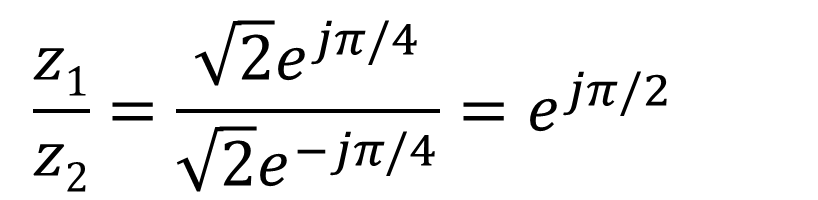 z₁/z₂ = √2e^{jπ/4} / √2e^{−jπ/4} = e^{jπ/2}